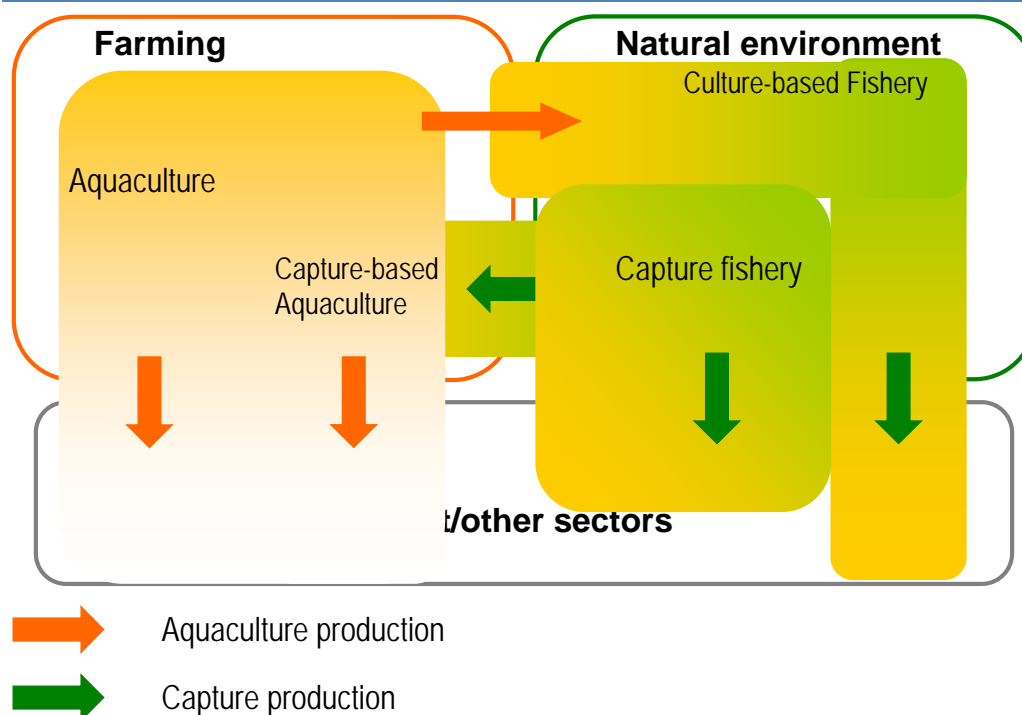 Farming
Natural environment
Culture-based Fishery
Aquaculture
Capture-based
Aquaculture
Capture fishery
/other sectors
Aquaculture production
Capture production